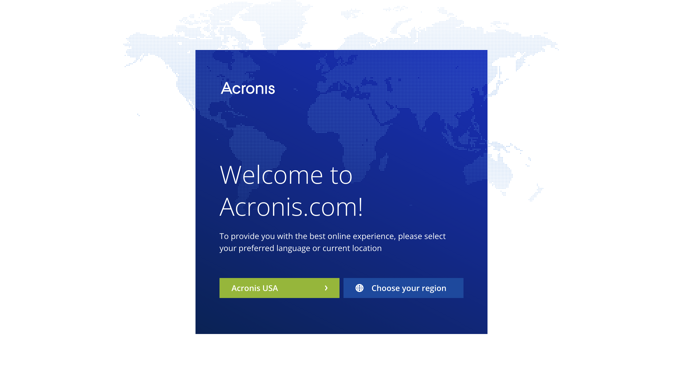 Acronis
Welcome to
Acronis.com!
To provide you with the best online experience, please select
your preferred language or current location
Acronis USA
Choose your region